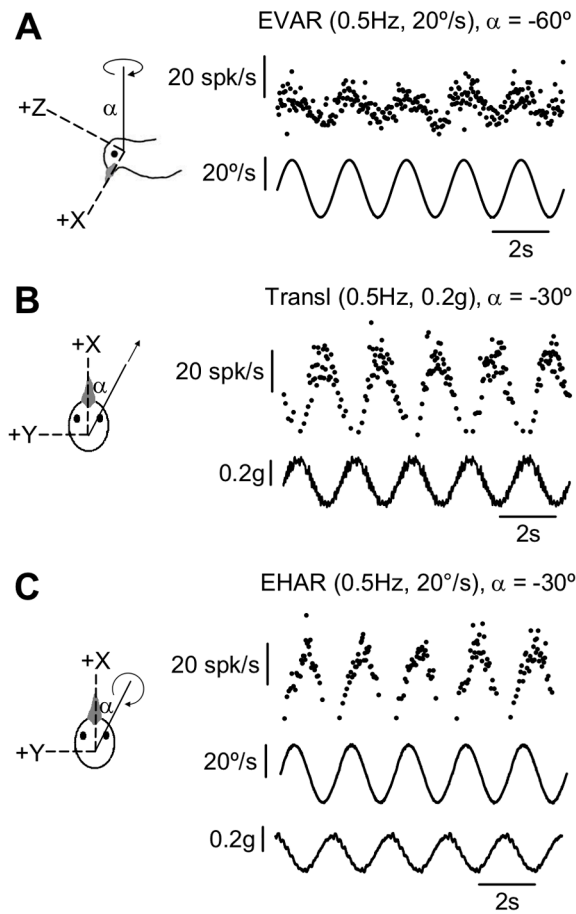 A
EVAR (0.5Hz, 20º/s), α = -60º
20 spk/s
α
+Z
20º/s
+X
2s
B
Transl (0.5Hz, 0.2g), α = -30º
+X
20 spk/s
α
+Y
0.2g
2s
C
EHAR (0.5Hz, 20°/s), α = -30º
+X
20 spk/s
α
+Y
20º/s
0.2g
2s